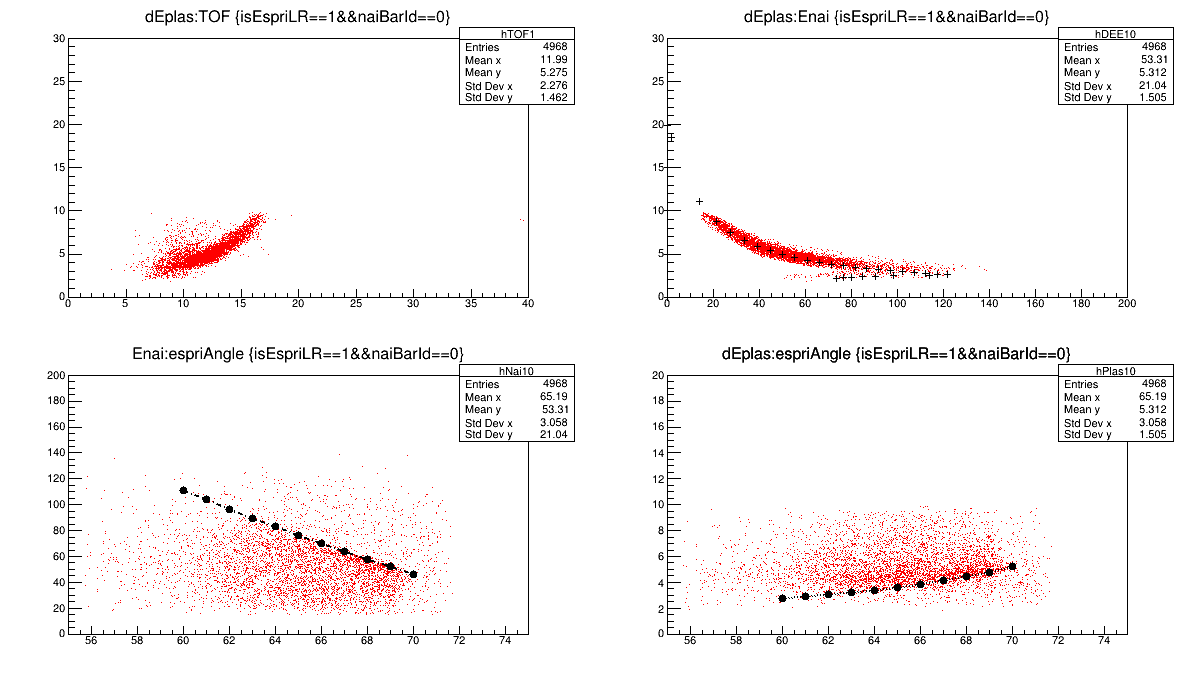 dEplas:TOF {isEspriLR==1&&naiBarId==0}
hTOF1
Entries 4968
Mean x 11.99
Mean y 5.275
Std Dev x 2.276
Std Dev y 1.462
30
25
20
15
10
5
0
0 5 10 15 20 25 30 35 40
dEplas:Enai {isEspriLR==1&&naiBarId==0}
hDEE10
Entries 4968
Mean x 53.31
Mean y 5.312
Std Dev x 21.04
Std Dev y 1.505
30
25
20
15
10
5
0
0 20 40 60 80 100 120 140 160 180 200
Enai:espriAngle {isEspriLR==1&&naiBarId==0}
hNai10
Entries 4968
Mean x 65.19
Mean y 53.31
Std Dev x 3.058
Std Dev y 21.04
200
180
160
140
120
100
80
60
40
20
0
56 58 60 62 64 66 68 70 72 74
dEplas:espriAngle {isEspriLR==1&&naiBarId==0}
hPlas10
Entries 4968
Mean x 65.19
Mean y 5.312
Std Dev x 3.058
Std Dev y 1.505
20
18
16
14
12
10
8
6
4
2
0
56 58 60 62 64 66 68 70 72 74